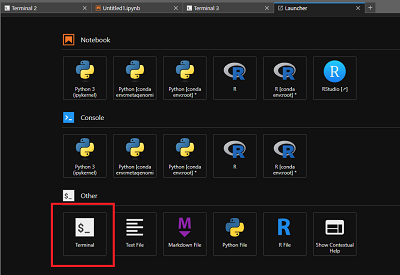 Terminal 2
Untitled1.ipynb
Terminal 3
Launcher
Notebook
Python 3
(ipykernel)
Python [conda
env:metagenomi
Python [conda
env:root] *
R
R [conda
env:root] *
RStudio [↗]
Console
Python 3
(ipykernel)
Python [conda
env:metagenomi
Python [conda
env:root] *
R
R [conda
env:root] *
$_ Other
$_
Terminal
Text File
M
Markdown File
Python File
R
R File
Show Contextual
Help